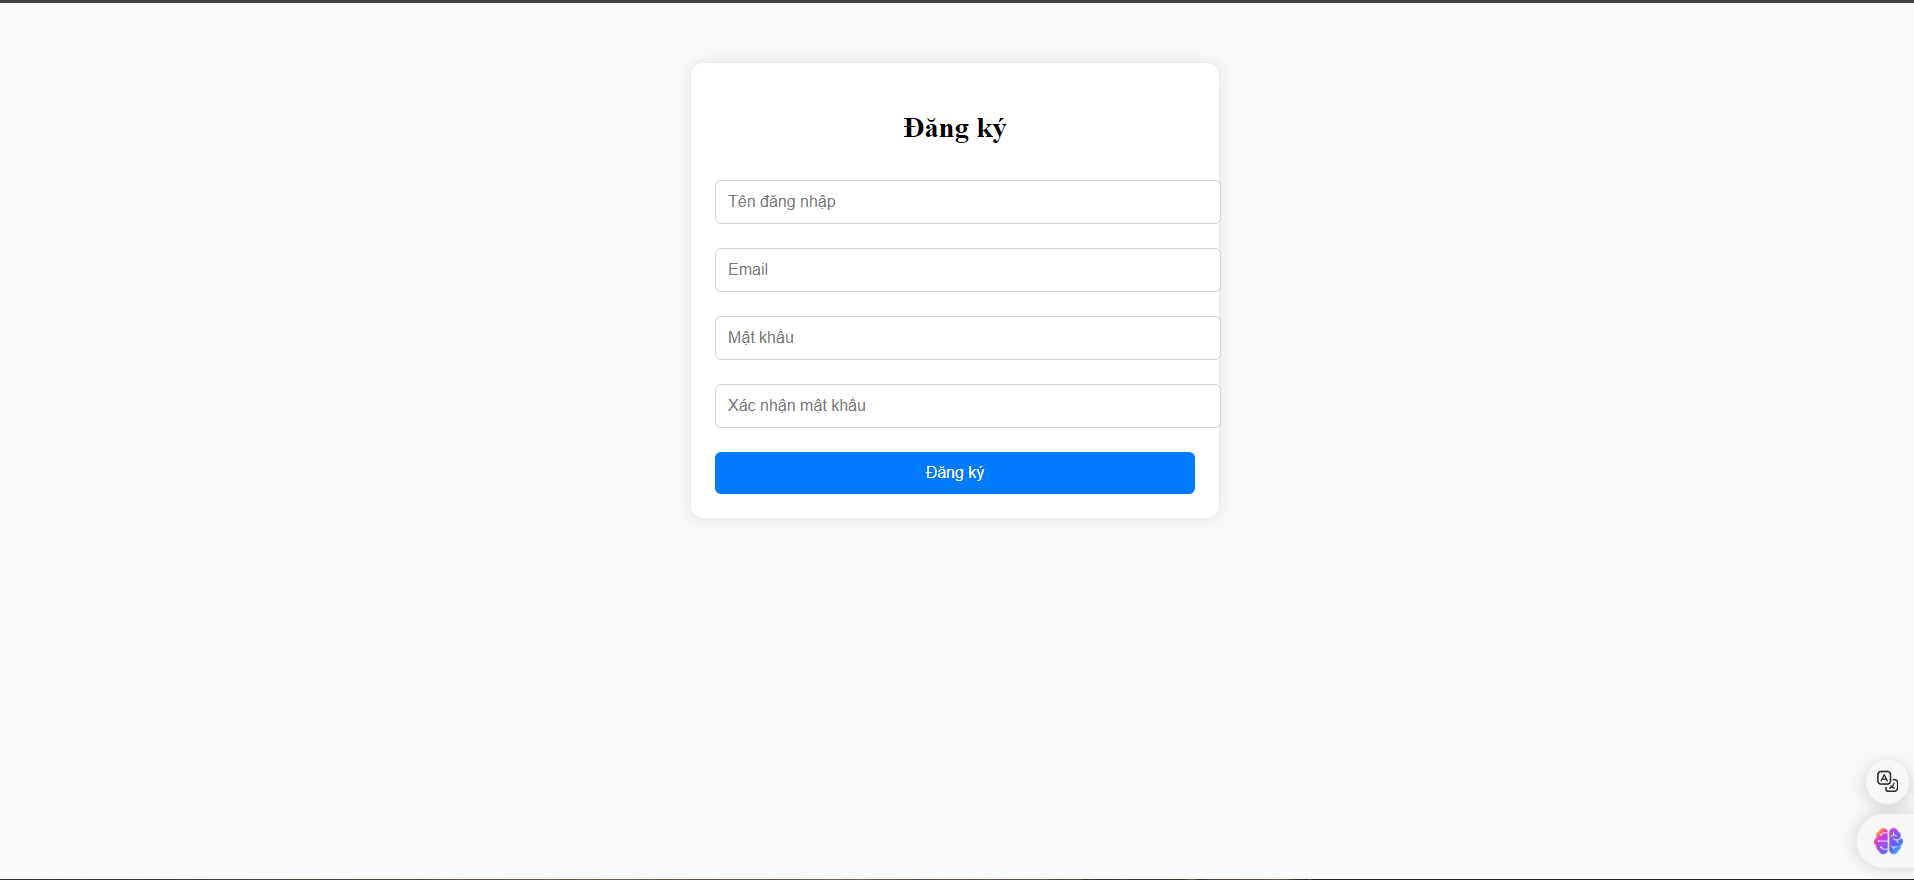 Đăng ký
Tên đăng nhập
Email
Mật khẩu
Xác nhận mật khẩu
Đăng ký